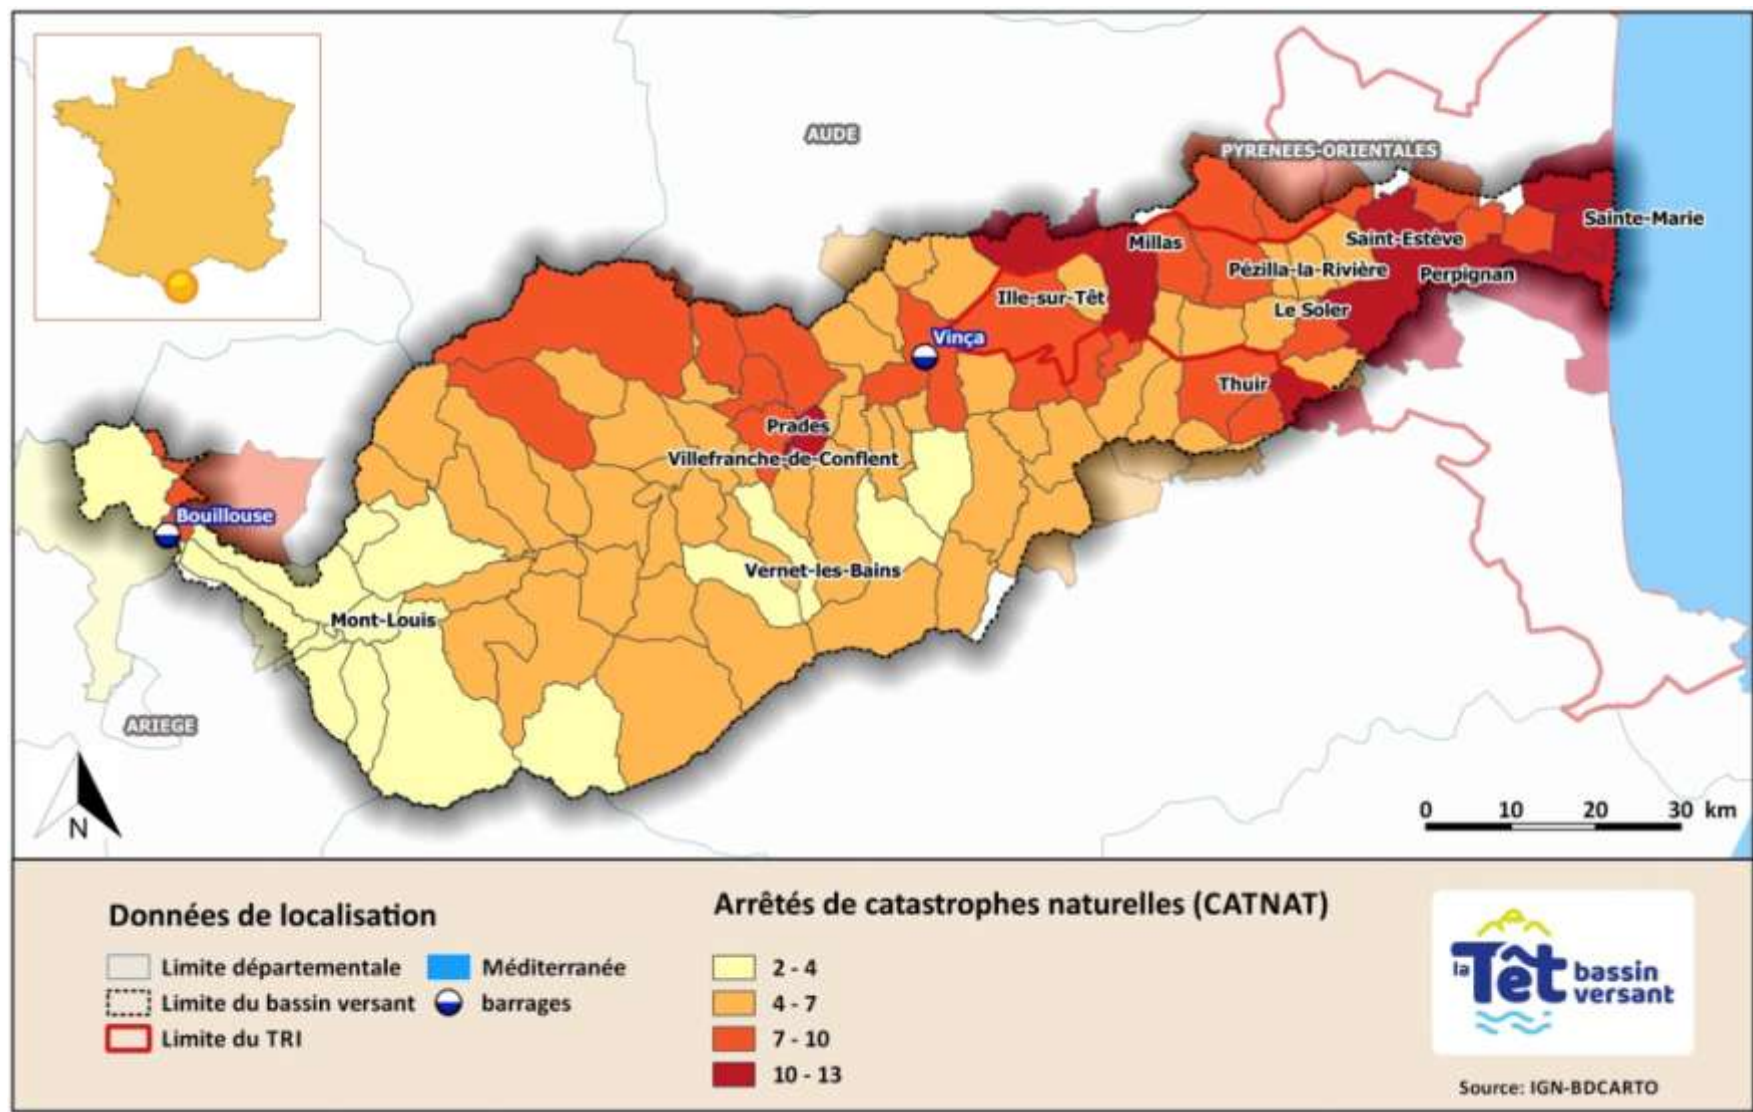 AUDE
PYRENEES-ORIENTALES
Sainte-Marie
Millas
Saint-Estève
Pézilla-la-Rivière
Perpignan
Ille-sur-Têt
Le Soler
Vinça
Thuir
Prades
Villefranche-de-Conflent
Bouillouse
Vernet-les-Bains
Mont-Louis
ARIEGE
N
0 10 20 30 km
Données de localisation
Limite départementale
Méditerranée
Limite du bassin versant
barrages
Limite du TRI
Arrêtés de catastrophes naturelles (CATNAT)
2 - 4
4 - 7
7 - 10
10 - 13
la Têt bassin versant
Source: IGN-BDCARTO